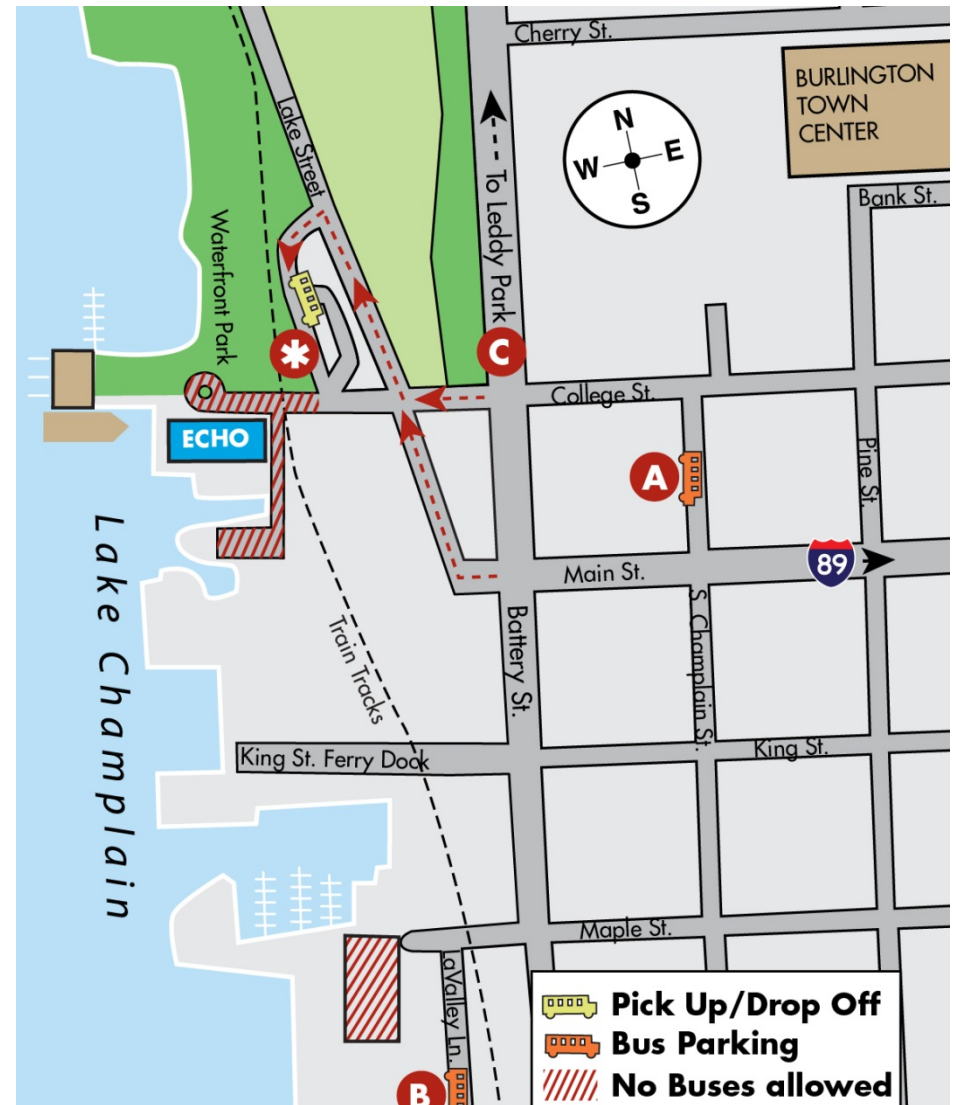 Cherry St.
BURLINGTON
TOWN
CENTER
N
W
E
S
Lake Street
To Leddy Park
Bank St.
Waterfront Park
*
C
College St.
ECHO
A
Pine St.
89
Main St.
Lake Champlain
Battery St.
S. Champlain St.
Train Tracks
King St. Ferry Dock
King St.
Maple St.
LaValley Ln.
B
Pick Up/Drop Off
Bus Parking
No Buses allowed